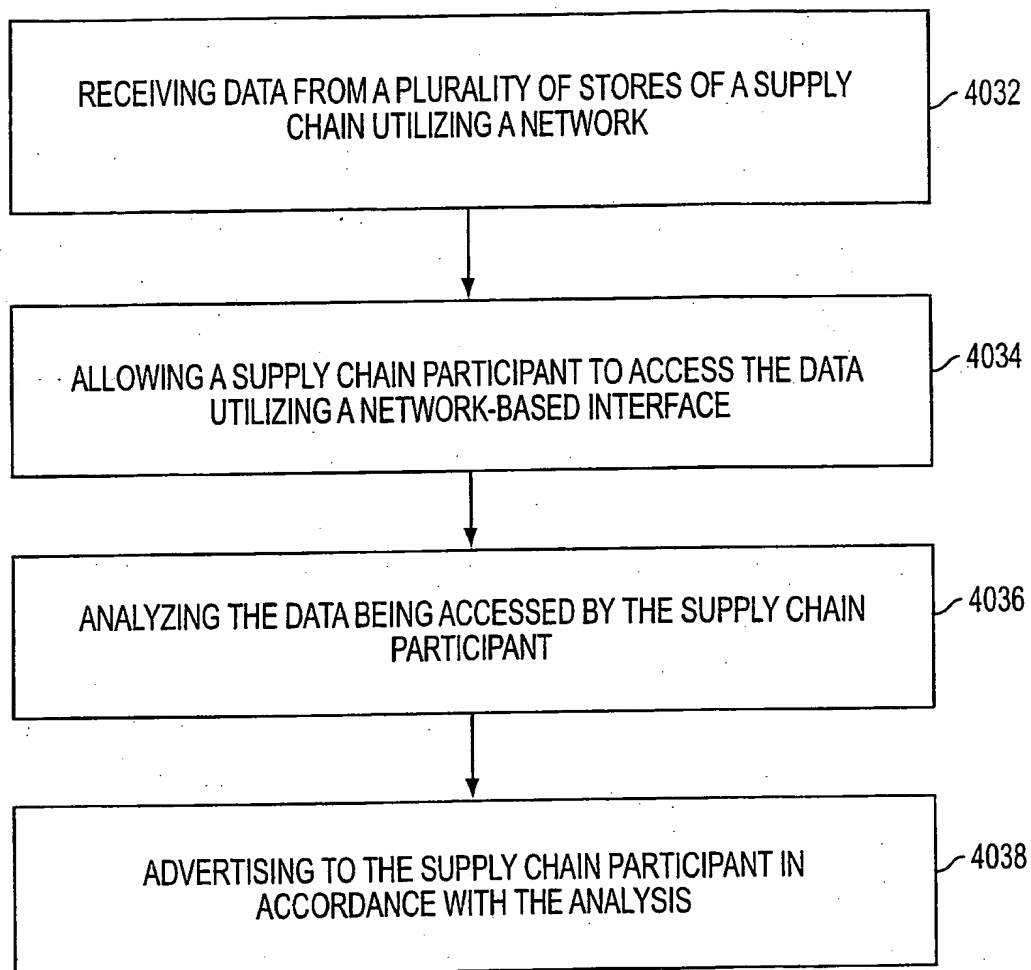 RECEIVING DATA FROM A PLURALITY OF STORES OF A SUPPLY
CHAIN UTILIZING A NETWORK
4032
ALLOWING A SUPPLY CHAIN PARTICIPANT TO ACCESS THE DATA
UTILIZING A NETWORK-BASED INTERFACE
4034
ANALYZING THE DATA BEING ACCESSED BY THE SUPPLY CHAIN
PARTICIPANT
4036
ADVERTISING TO THE SUPPLY CHAIN PARTICIPANT IN
ACCORDANCE WITH THE ANALYSIS
4038